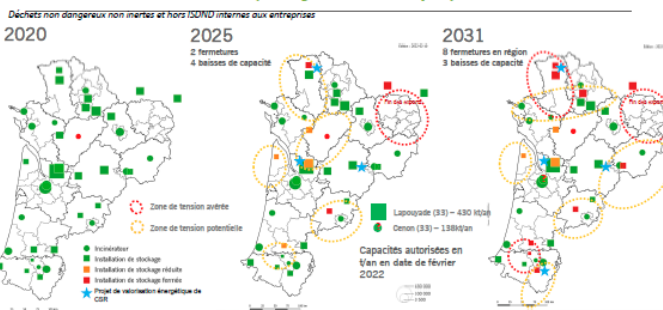 Déchets non dangereux non inertes et hors ISDND internes aux entreprises
2020
2025
2 fermetures
4 baisses de capacité
2031
8 fermetures en région
3 baisses de capacité
Zone de tension avérée
Zone de tension potentielle
Incinérateur
Installation de stockage
Installation de stockage réduite
Installation de stockage fermée
Projet de valorisation énergétique de CSR
Lapouyade (33) – 430 kt/an
Cenon (33) – 138kt/an
Capacités autorisées en
t/an en date de février
2022